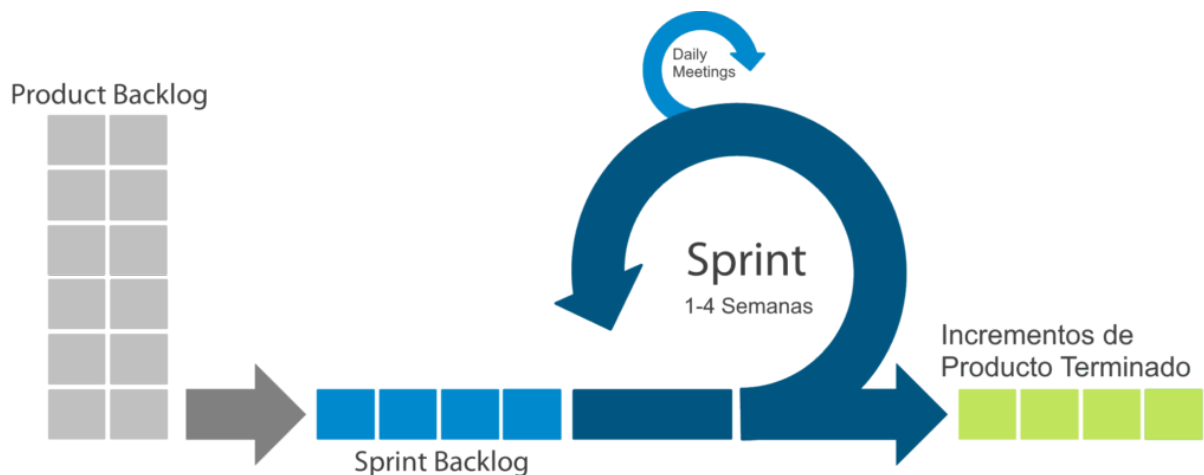 Daily
Meetings
Product Backlog
Sprint
1-4 Semanas
Incrementos de
Producto Terminado
Sprint Backlog